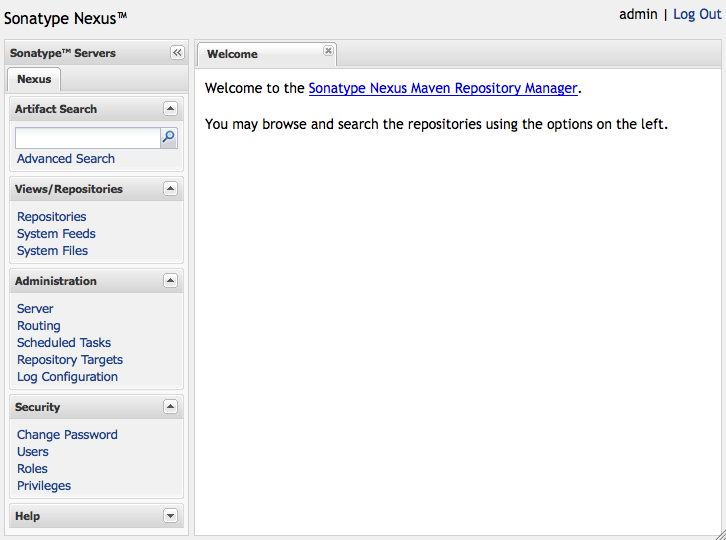 Sonatype Nexus™
admin | Log Out
Sonatype™ Servers
Nexus
Artifact Search
Advanced Search
Views/Repositories
Repositories
System Feeds
System Files
Administration
Server
Routing
Scheduled Tasks
Repository Targets
Log Configuration
Security
Change Password
Users
Roles
Privileges
Help
Welcome
Welcome to the Sonatype Nexus Maven Repository Manager.
You may browse and search the repositories using the options on the left.